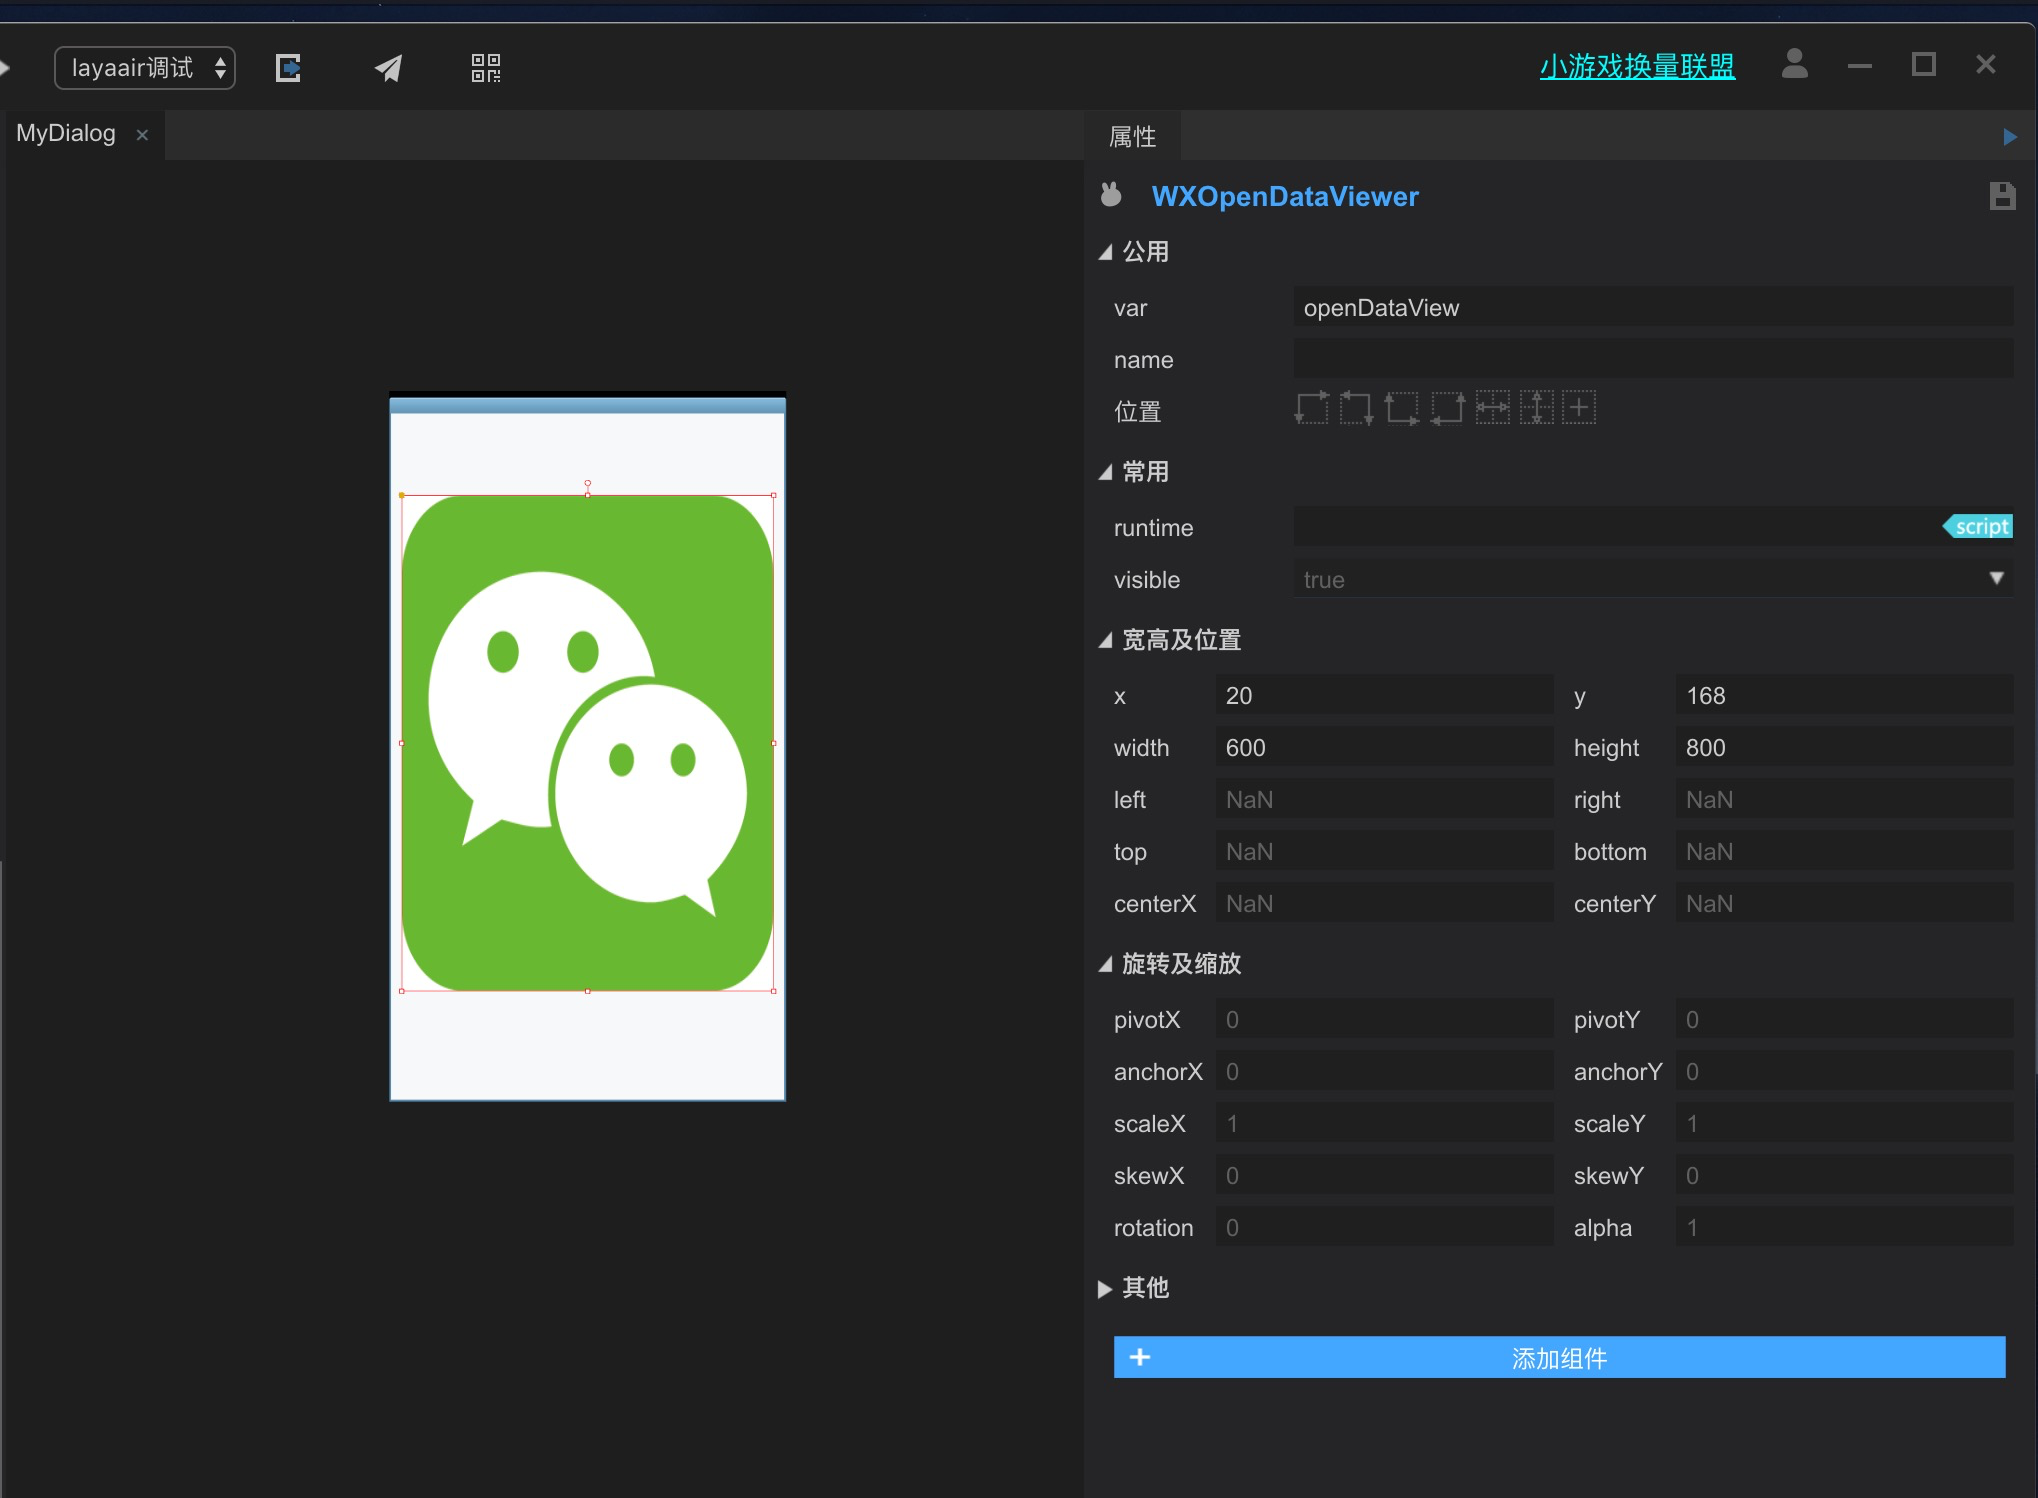 layaair调试
小游戏换量联盟
MyDialog
属性
WXOpenDataViewer
公用
var openDataView
name
位置
常用
runtime script
visible true
宽高及位置
x 20 y 168
width 600 height 800
left NaN right NaN
top NaN bottom NaN
centerX NaN centerY NaN
旋转及缩放
pivotX 0 pivotY 0
anchorX 0 anchorY 0
scaleX 1 scaleY 1
skewX 0 skewY 0
rotation 0 alpha 1
其他
添加组件